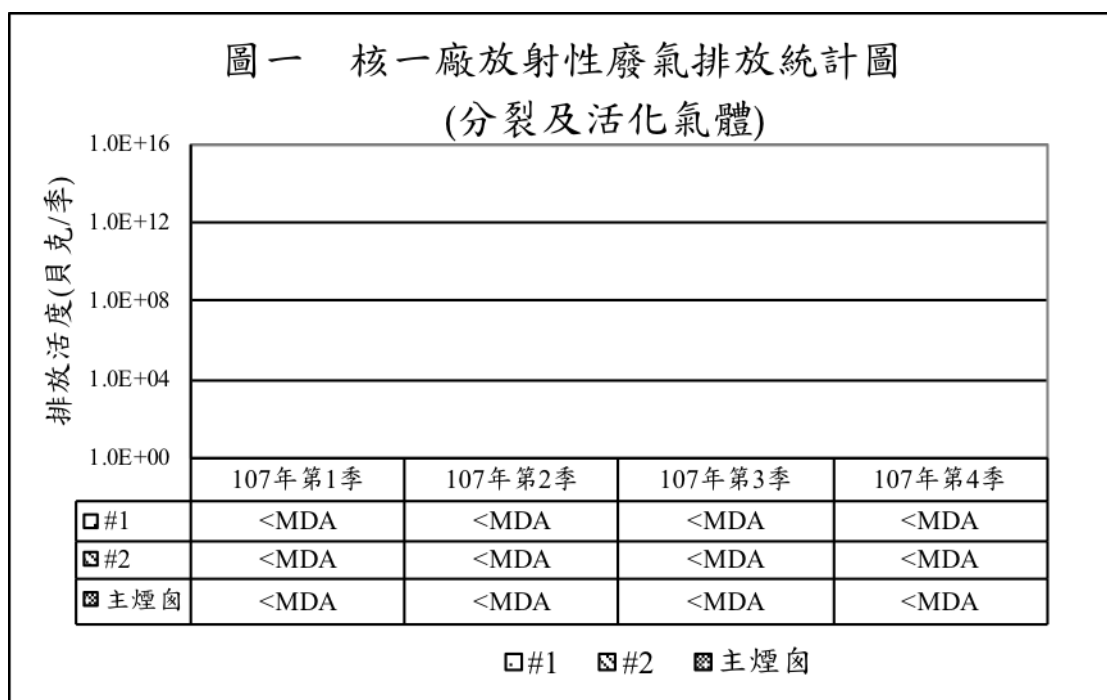 圖一 核一廠放射性廢氣排放統計圖
(分裂及活化氣體)
排放活度(貝克/季)
1.0E+16
1.0E+12
1.0E+08
1.0E+04
1.0E+00
107年第1季 107年第2季 107年第3季 107年第4季
#1 <MDA <MDA <MDA <MDA
#2 <MDA <MDA <MDA <MDA
主煙囪 <MDA <MDA <MDA <MDA
#1 #2 主煙囪